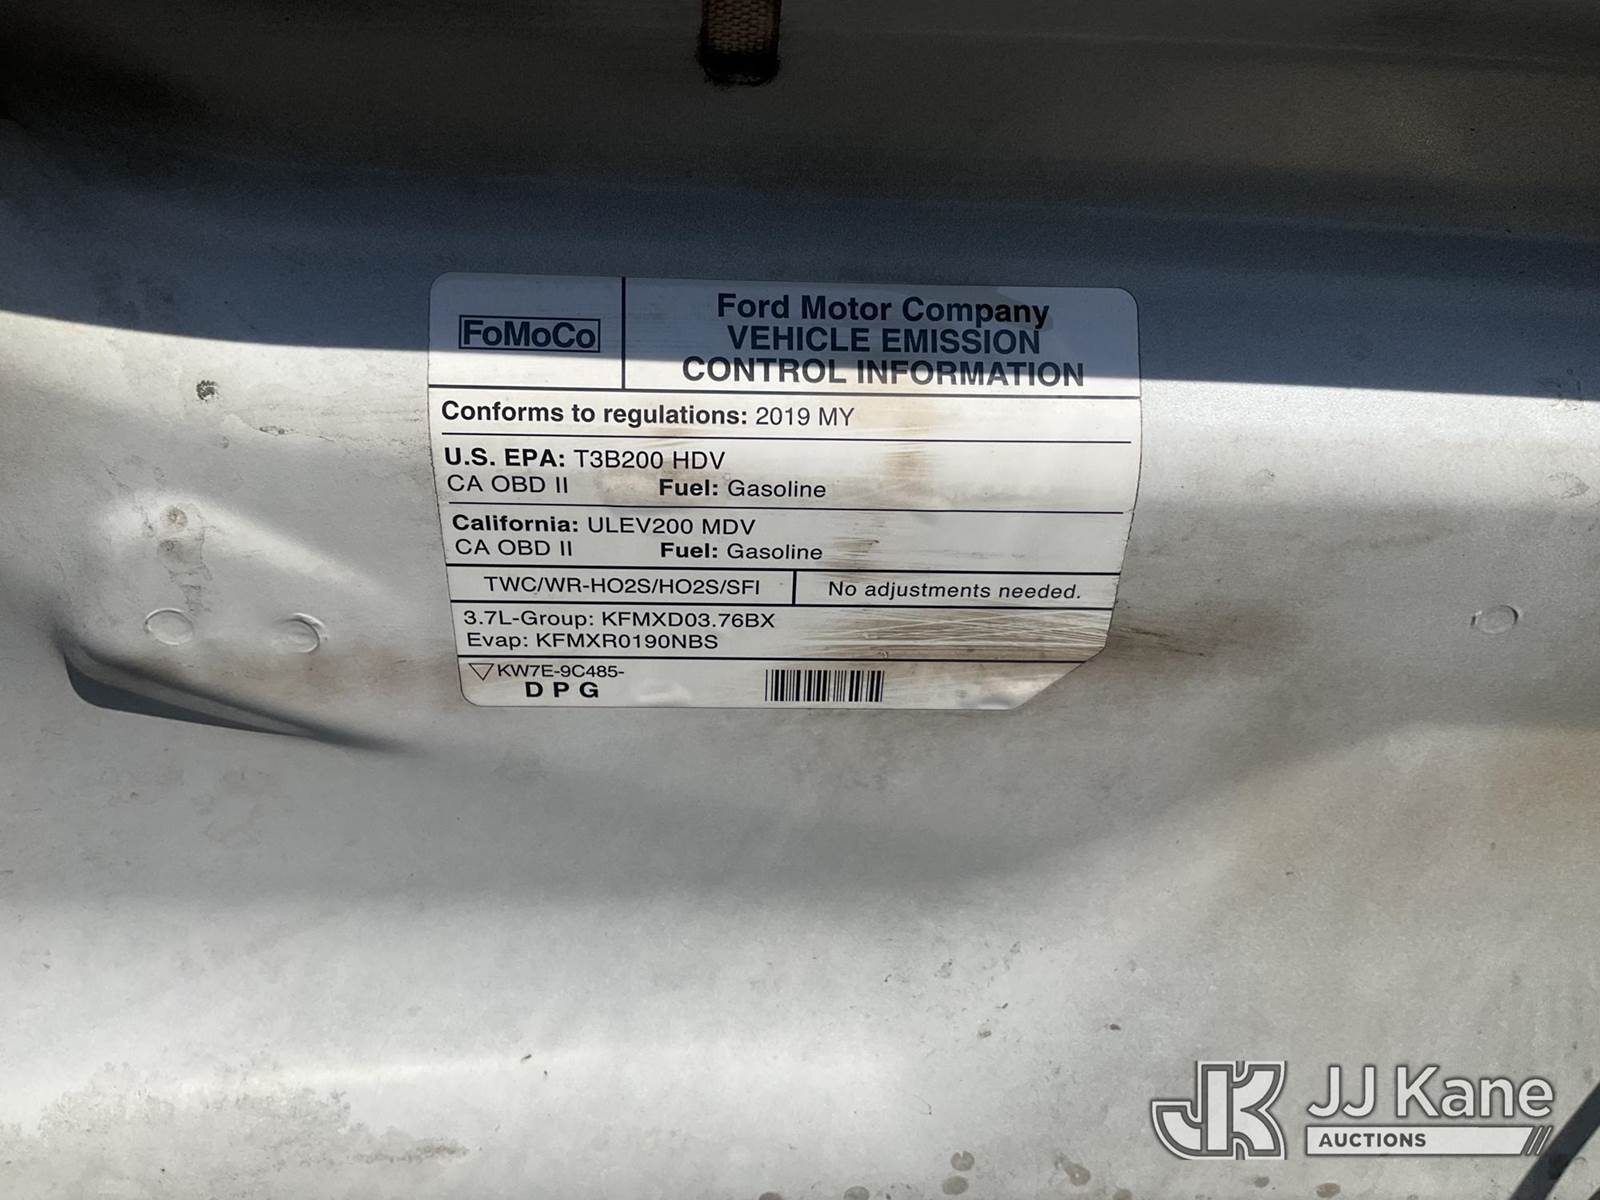 FoMoCo
Ford Motor Company
VEHICLE EMISSION
CONTROL INFORMATION
Conforms to regulations: 2019 MY
U.S. EPA: T3B200 HDV
CA OBD II Fuel: Gasoline
California: ULEV200 MDV
CA OBD II Fuel: Gasoline
TWC/WR-HO2S/HO2S/SFI No adjustments needed.
3.7L-Group: KFMXD03.76BX
Evap: KFMXR0190NBS
KW7E-9C485-
D P G
JK JJ Kane
AUCTIONS